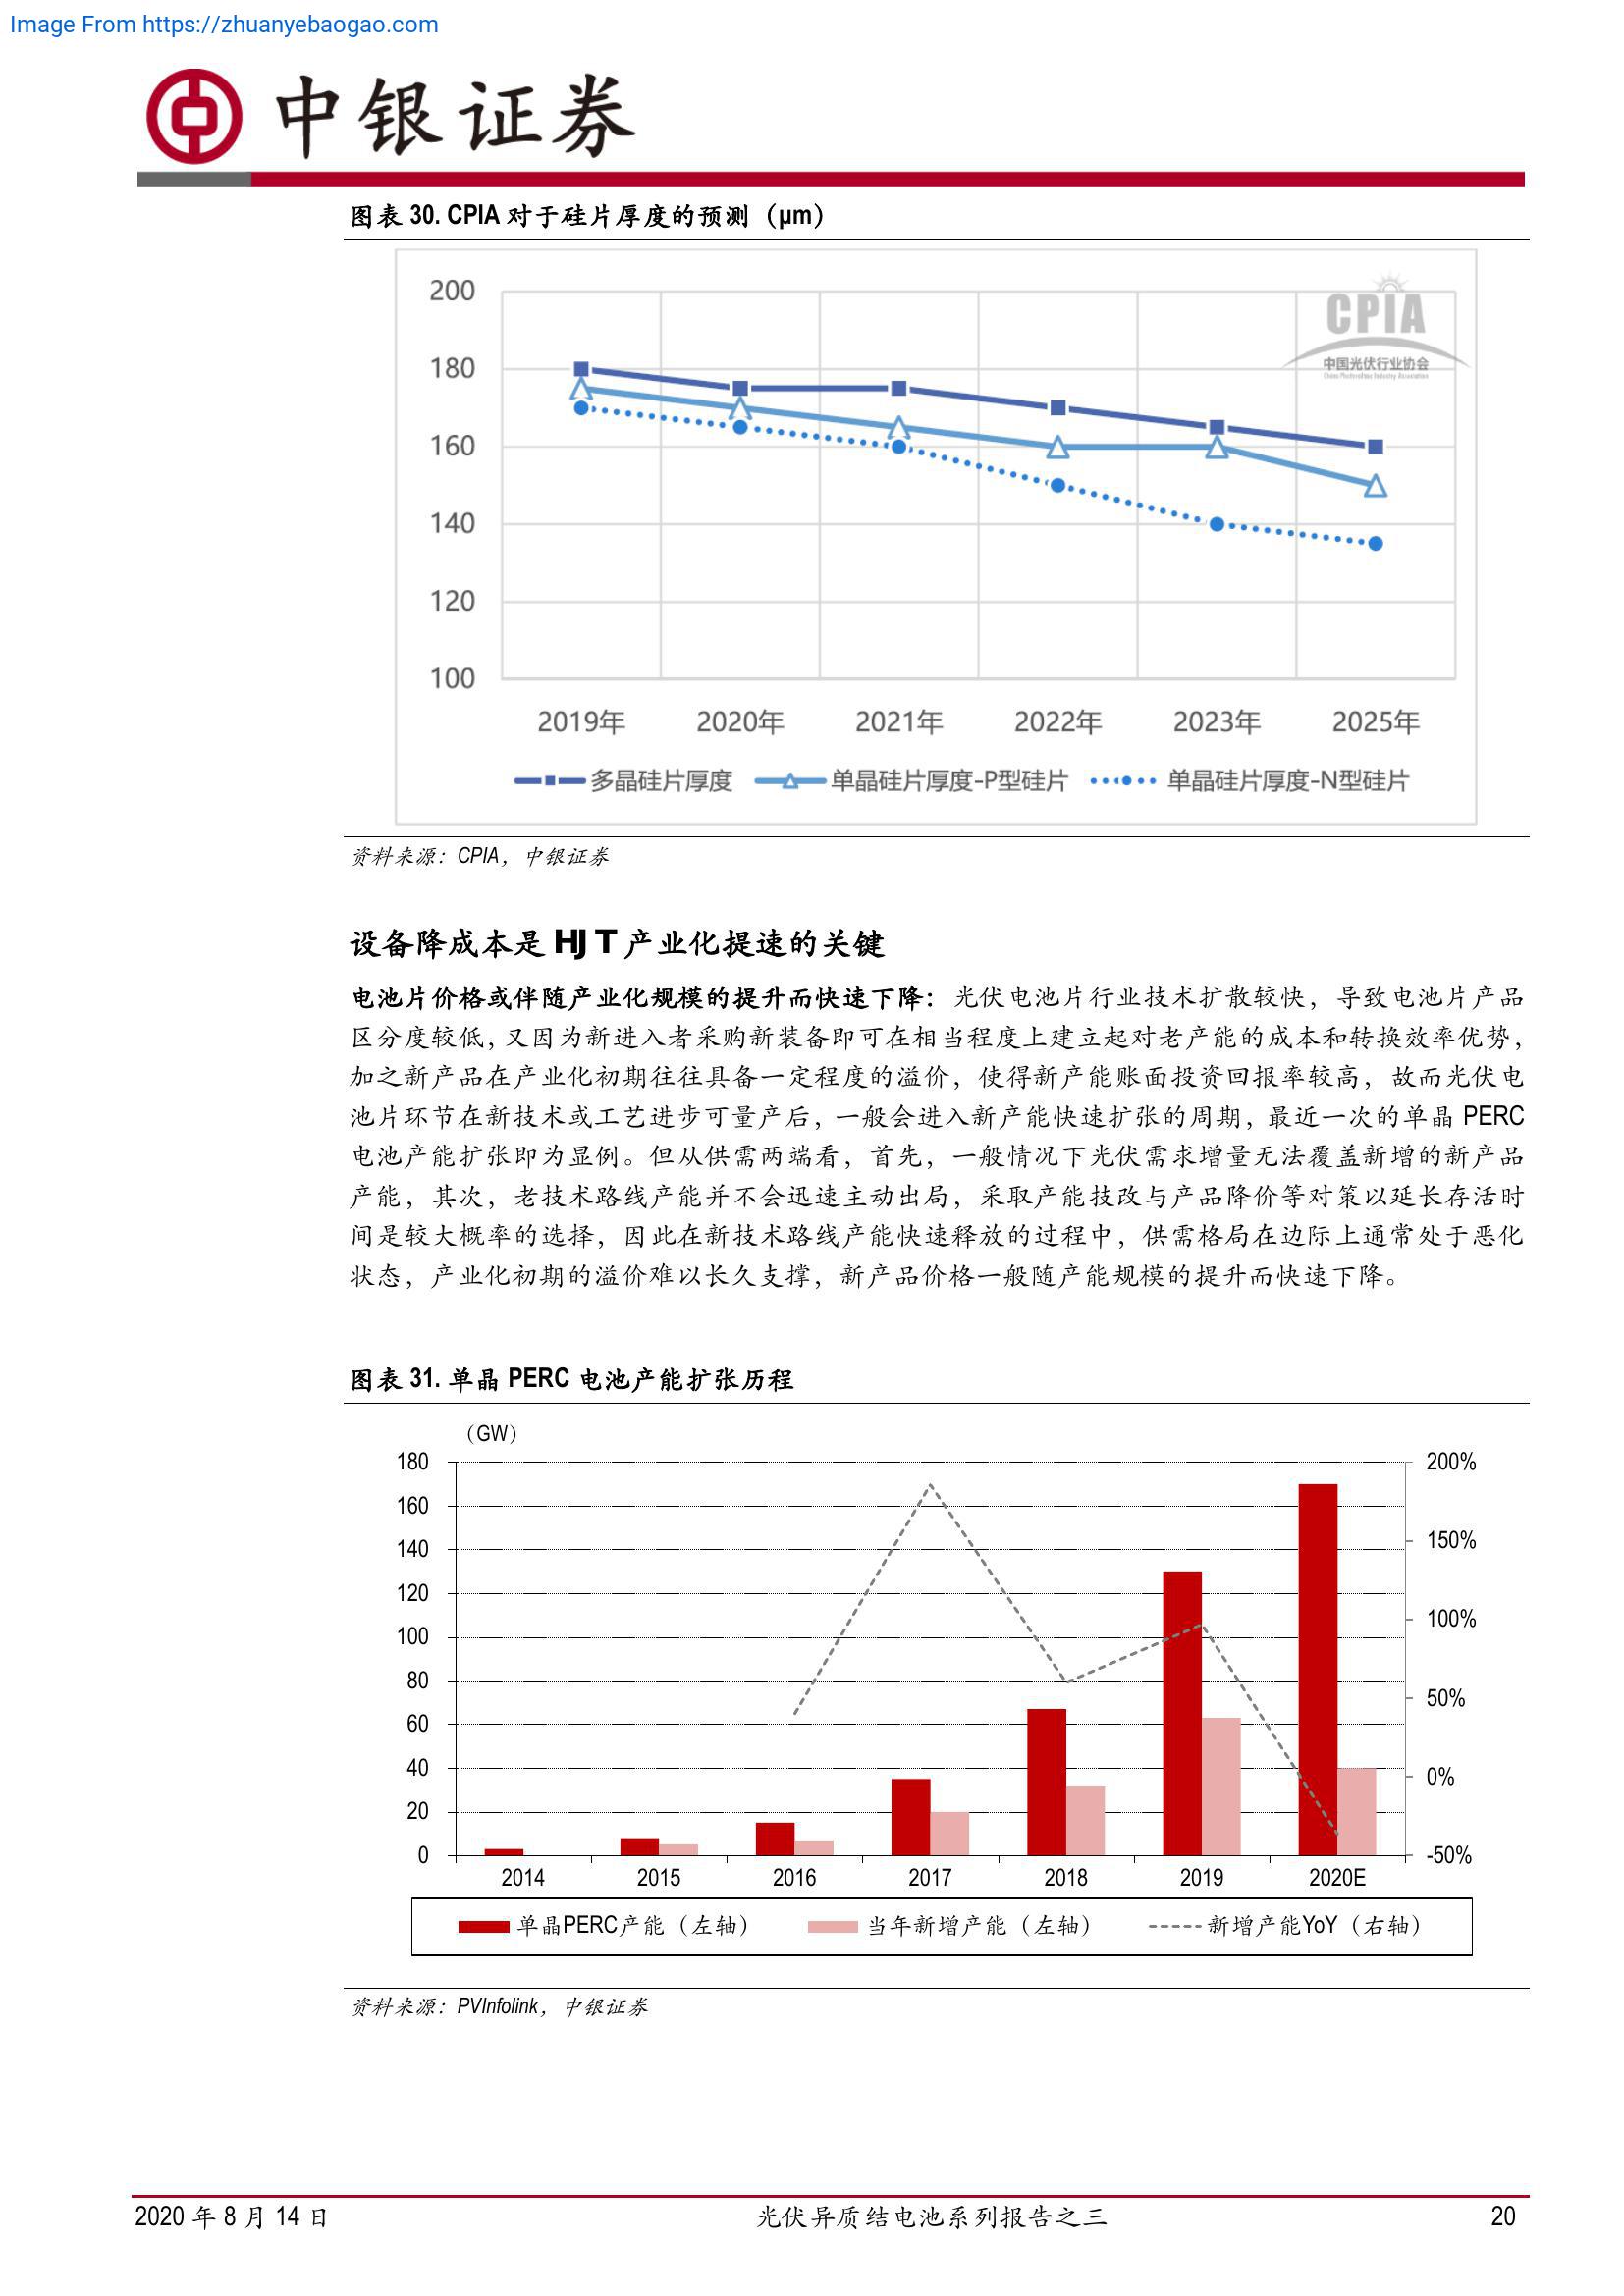 Image From https://zhuanyebaogao.com
中银证券
图表 30. CPIA 对于硅片厚度的预测（μm）
CPIA
中国光伏行业协会
China Photovoltaic Industry Association
200
180
160
140
120
100
2019年 2020年 2021年 2022年 2023年 2025年
多晶硅片厚度 单晶硅片厚度-P型硅片 单晶硅片厚度-N型硅片
资料来源：CPIA，中银证券
设备降成本是 HJT 产业化提速的关键
电池片价格或伴随产业化规模的提升而快速下降：光伏电池片行业技术扩散较快，导致电池片产品
区分度较低，又因为新进入者采购新装备即可在相当程度上建立起对老产能的成本和转换效率优势，
加之新产品在产业化初期往往具备一定程度的溢价，使得新产能账面投资回报率较高，故而光伏电
池片环节在新技术或工艺进步可量产后，一般会进入新产能快速扩张的周期，最近一次的单晶 PERC
电池产能扩张即为显例。但从供需两端看，首先，一般情况下光伏需求增量无法覆盖新增的新产品
产能，其次，老技术路线产能并不会迅速主动出局，采取产能技改与产品降价等对策以延长存活时
间是较大概率的选择，因此在新技术路线产能快速释放的过程中，供需格局在边际上通常处于恶化
状态，产业化初期的溢价难以长久支撑，新产品价格一般随产能规模的提升而快速下降。
图表 31. 单晶 PERC 电池产能扩张历程
（GW）
180 200%
160
140 150%
120
100 100%
80
60 50%
40 0%
20
0 -50%
2014 2015 2016 2017 2018 2019 2020E
单晶PERC产能（左轴） 当年新增产能（左轴） 新增产能YoY（右轴）
资料来源：PVInfolink，中银证券
2020 年 8 月 14 日 光伏异质结电池系列报告之三 20